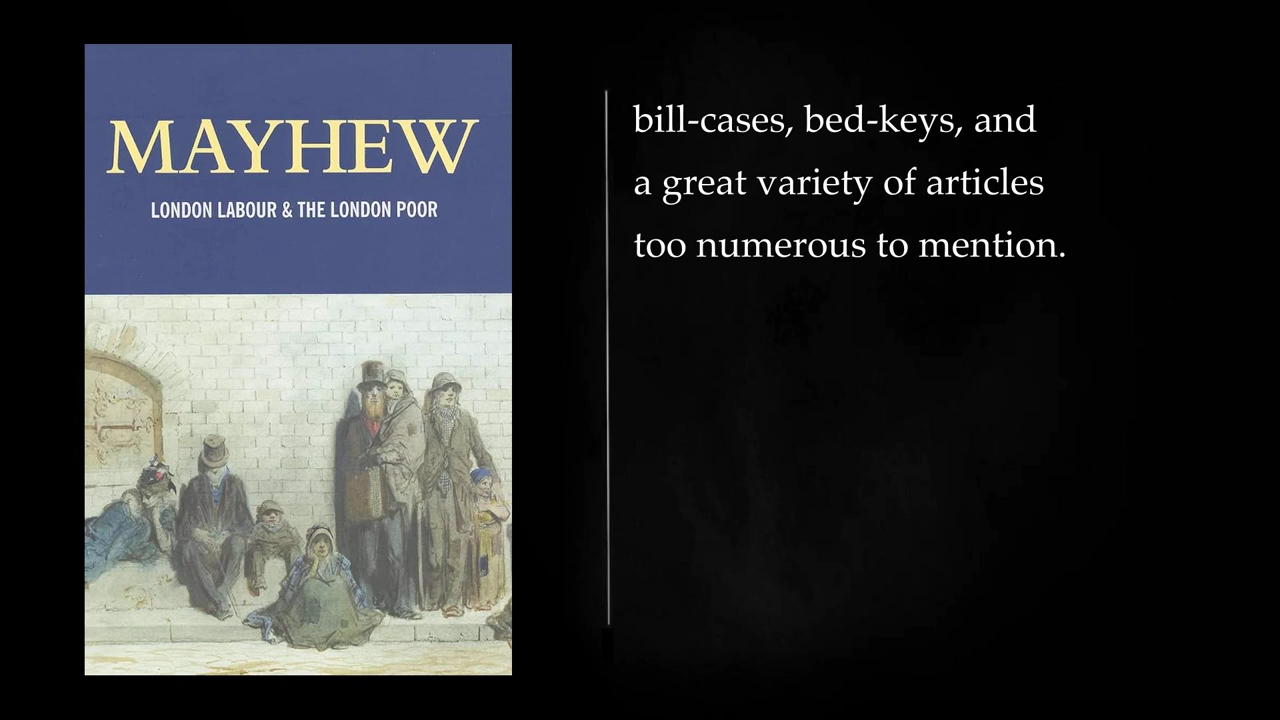 MAYHEW
LONDON LABOUR & THE LONDON POOR
bill-cases, bed-keys, and
a great variety of articles
too numerous to mention.